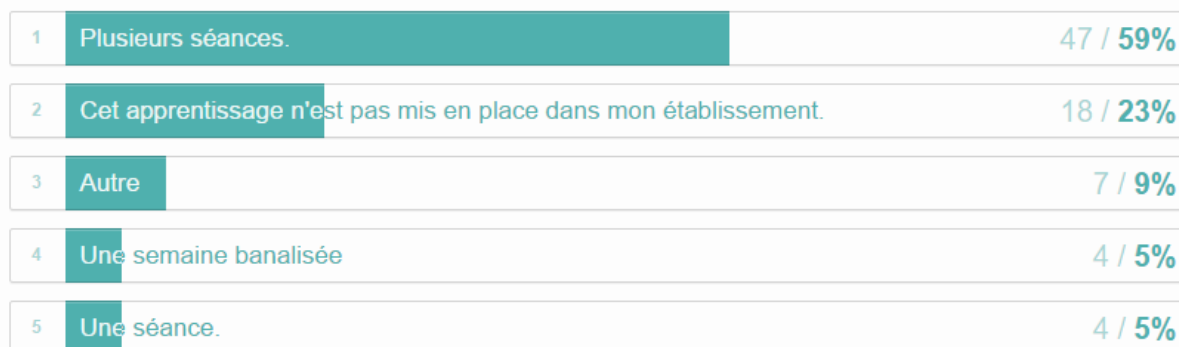 1 Plusieurs séances. 47 / 59%
2 Cet apprentissage n'est pas mis en place dans mon établissement. 18 / 23%
3 Autre 7 / 9%
4 Une semaine banalisée 4 / 5%
5 Une séance. 4 / 5%